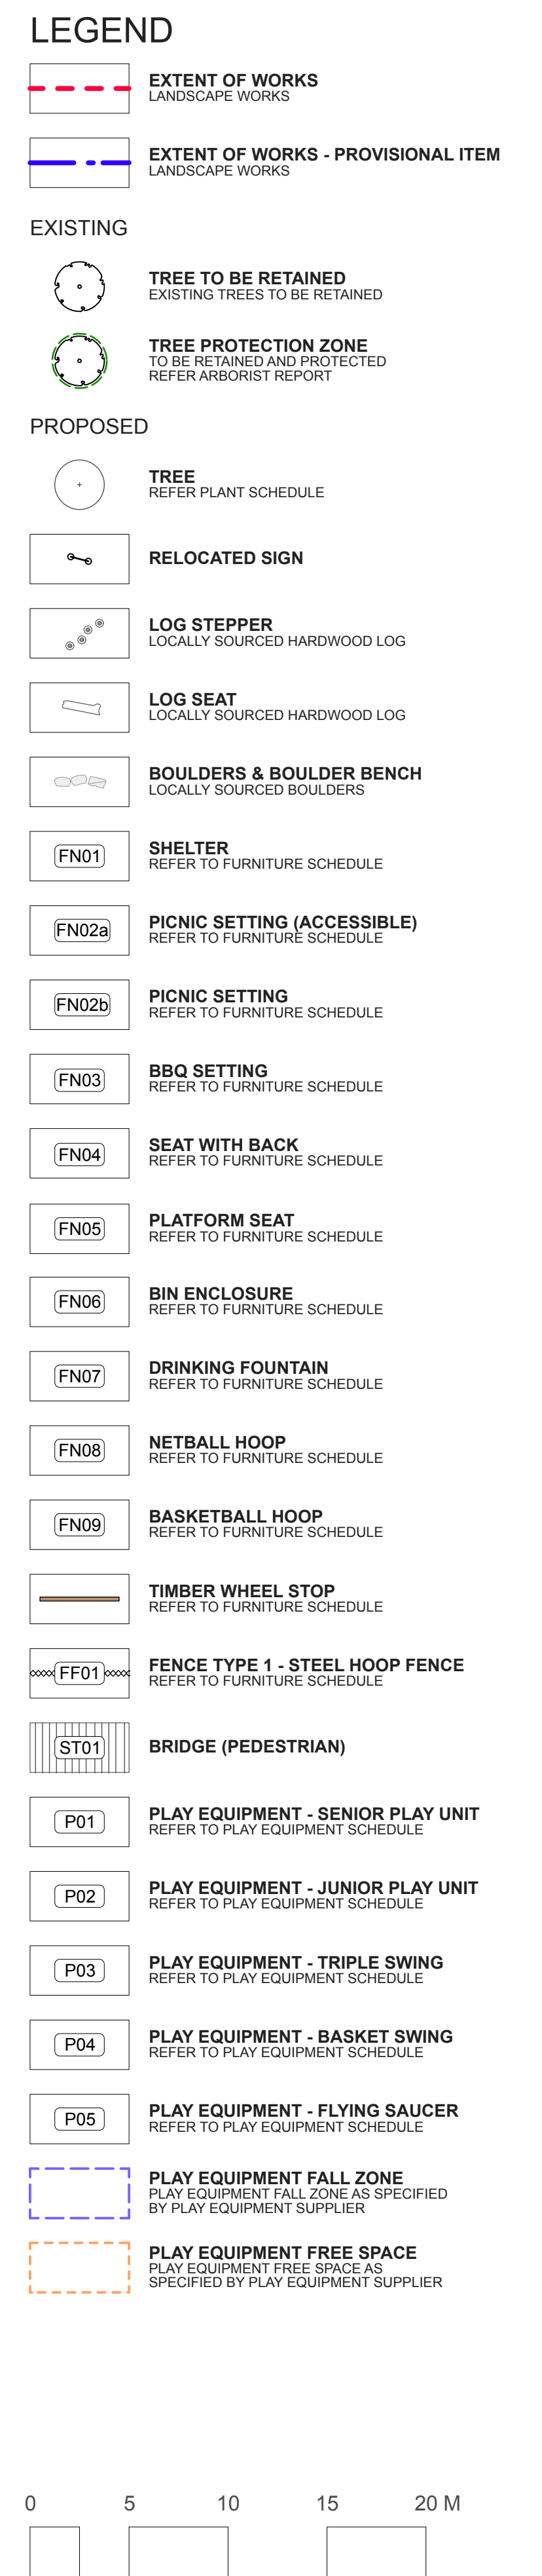 LEGEND
EXTENT OF WORKS
LANDSCAPE WORKS
EXTENT OF WORKS - PROVISIONAL ITEM
LANDSCAPE WORKS
EXISTING
TREE TO BE RETAINED
EXISTING TREES TO BE RETAINED
TREE PROTECTION ZONE
TO BE RETAINED AND PROTECTED
REFER ARBORIST REPORT
PROPOSED
TREE
REFER PLANT SCHEDULE
RELOCATED SIGN
LOG STEPPER
LOCALLY SOURCED HARDWOOD LOG
LOG SEAT
LOCALLY SOURCED HARDWOOD LOG
BOULDERS & BOULDER BENCH
LOCALLY SOURCED BOULDERS
FN01
SHELTER
REFER TO FURNITURE SCHEDULE
FN02a
PICNIC SETTING (ACCESSIBLE)
REFER TO FURNITURE SCHEDULE
FN02b
PICNIC SETTING
REFER TO FURNITURE SCHEDULE
FN03
BBQ SETTING
REFER TO FURNITURE SCHEDULE
FN04
SEAT WITH BACK
REFER TO FURNITURE SCHEDULE
FN05
PLATFORM SEAT
REFER TO FURNITURE SCHEDULE
FN06
BIN ENCLOSURE
REFER TO FURNITURE SCHEDULE
FN07
DRINKING FOUNTAIN
REFER TO FURNITURE SCHEDULE
FN08
NETBALL HOOP
REFER TO FURNITURE SCHEDULE
FN09
BASKETBALL HOOP
REFER TO FURNITURE SCHEDULE
TIMBER WHEEL STOP
REFER TO FURNITURE SCHEDULE
FF01
FENCE TYPE 1 - STEEL HOOP FENCE
REFER TO FURNITURE SCHEDULE
ST01
BRIDGE (PEDESTRIAN)
P01
PLAY EQUIPMENT - SENIOR PLAY UNIT
REFER TO PLAY EQUIPMENT SCHEDULE
P02
PLAY EQUIPMENT - JUNIOR PLAY UNIT
REFER TO PLAY EQUIPMENT SCHEDULE
P03
PLAY EQUIPMENT - TRIPLE SWING
REFER TO PLAY EQUIPMENT SCHEDULE
P04
PLAY EQUIPMENT - BASKET SWING
REFER TO PLAY EQUIPMENT SCHEDULE
P05
PLAY EQUIPMENT - FLYING SAUCER
REFER TO PLAY EQUIPMENT SCHEDULE
PLAY EQUIPMENT FALL ZONE
PLAY EQUIPMENT FALL ZONE AS SPECIFIED
BY PLAY EQUIPMENT SUPPLIER
PLAY EQUIPMENT FREE SPACE
PLAY EQUIPMENT FREE SPACE AS
SPECIFIED BY PLAY EQUIPMENT SUPPLIER
0 5 10 15 20 M